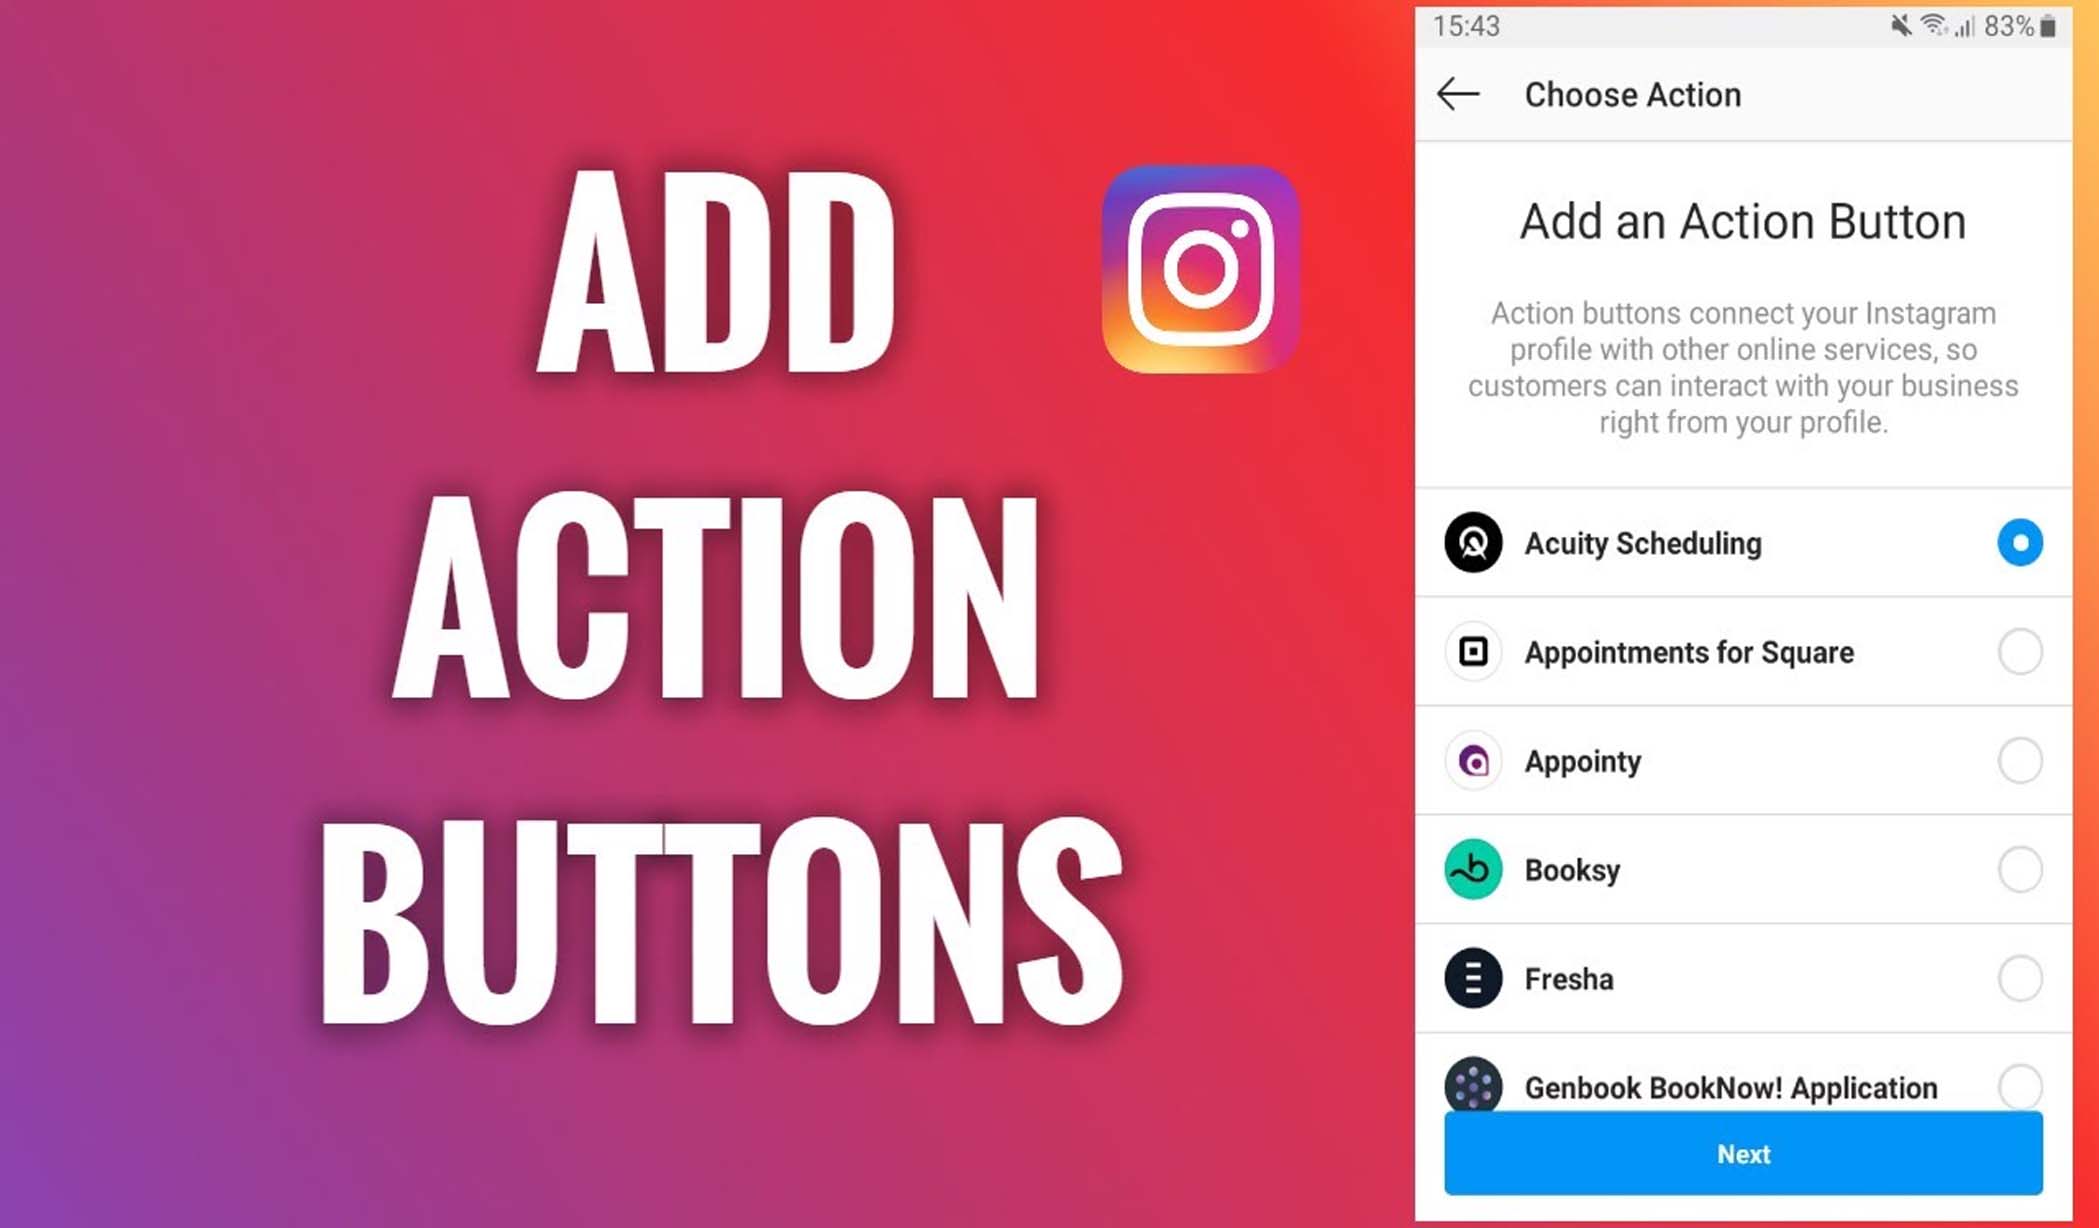 ADD
ACTION
BUTTONS
15:43 83%
Choose Action
Add an Action Button
Action buttons connect your Instagram
profile with other online services, so
customers can interact with your business
right from your profile.
Acuity Scheduling
Appointments for Square
Appointy
Booksy
Fresha
Genbook BookNow! Application
Next